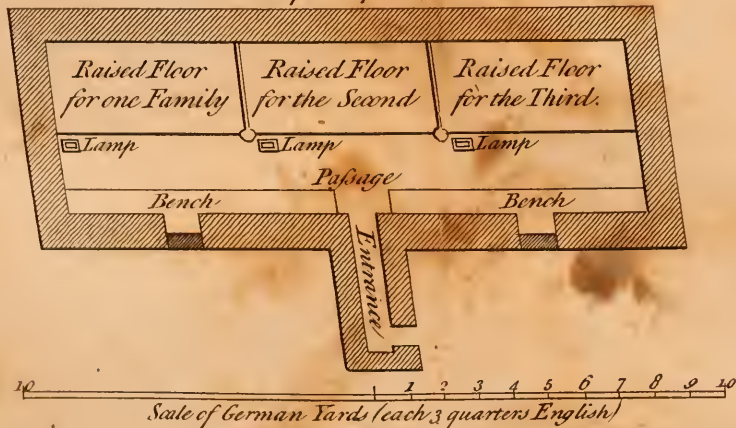 Raised Floor
for one Family
Raised Floor
for the Second
Raised Floor
for the Third.
Lamp
Lamp
Lamp
Paſsage
Bench
Bench
Entrance
10 1 2 3 4 5 6 7 8 9 10
Scale of German Yards (each 3 quarters English)